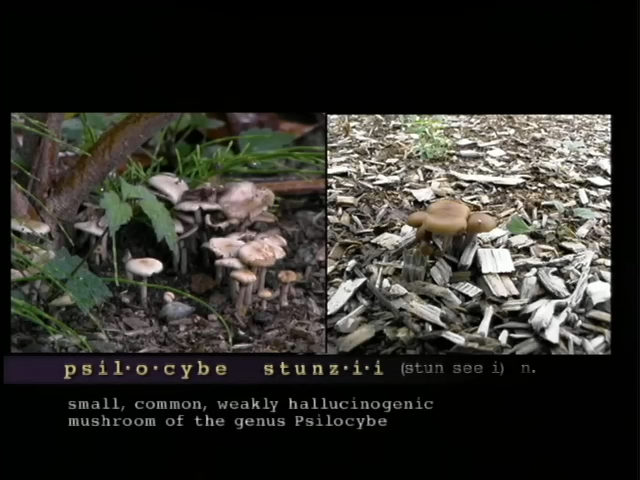 psil·o·cybe stunz·i·i (stun see i) n.
small, common, weakly hallucinogenic
mushroom of the genus Psilocybe